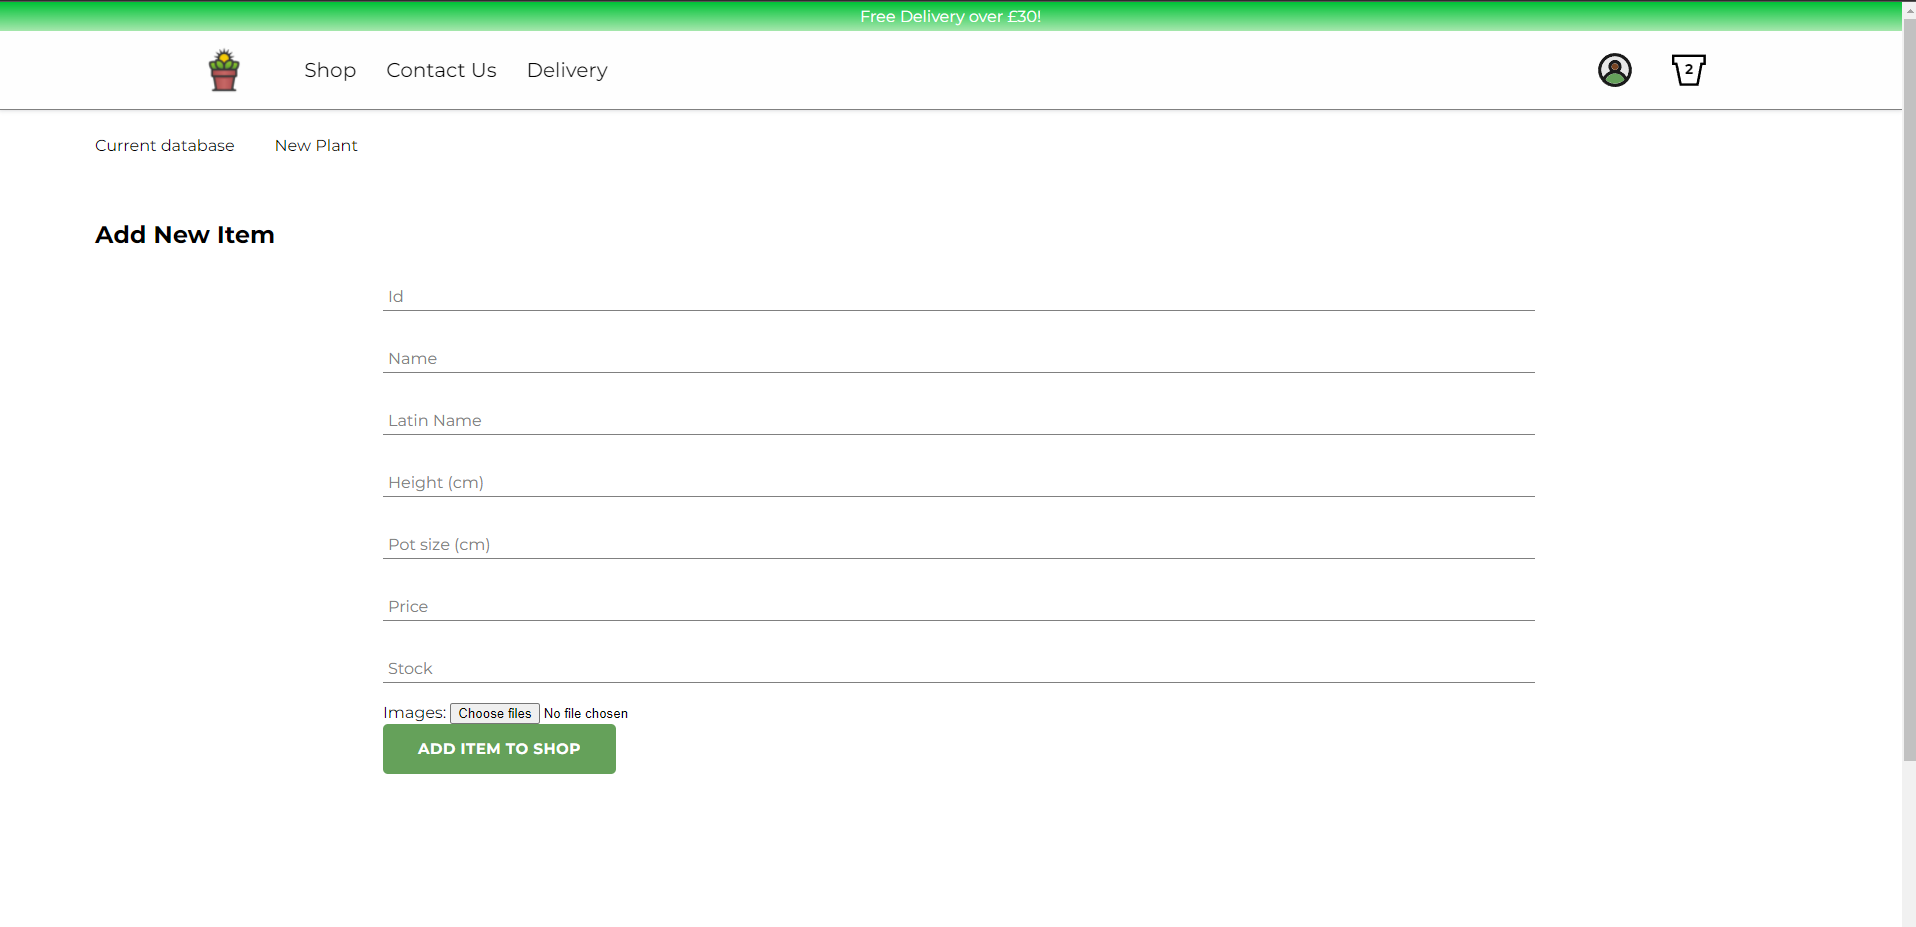 Free Delivery over £30!
Shop Contact Us Delivery 2
Current database New Plant
Add New Item
Id
Name
Latin Name
Height (cm)
Pot size (cm)
Price
Stock
Images: Choose files No file chosen
ADD ITEM TO SHOP